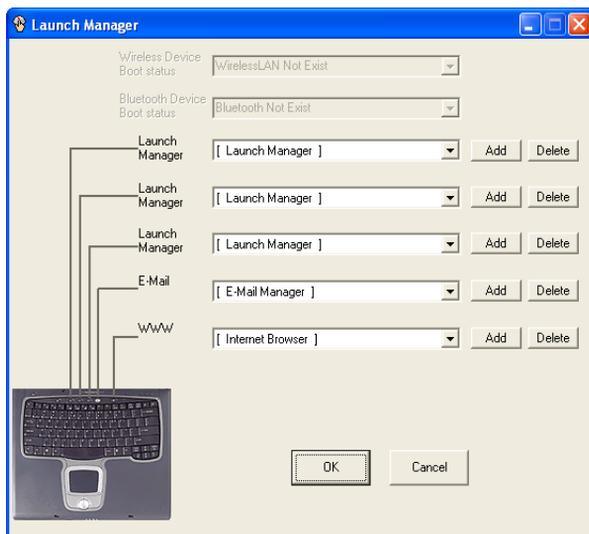 Launch Manager
Wireless Device
Boot status
WirelessLAN Not Exist
Bluetooth Device
Boot status
Bluetooth Not Exist
Launch
Manager
[ Launch Manager ]
Add
Delete
Launch
Manager
[ Launch Manager ]
Add
Delete
Launch
Manager
[ Launch Manager ]
Add
Delete
E-Mail
[ E-Mail Manager ]
Add
Delete
WWW
[ Internet Browser ]
Add
Delete
OK
Cancel